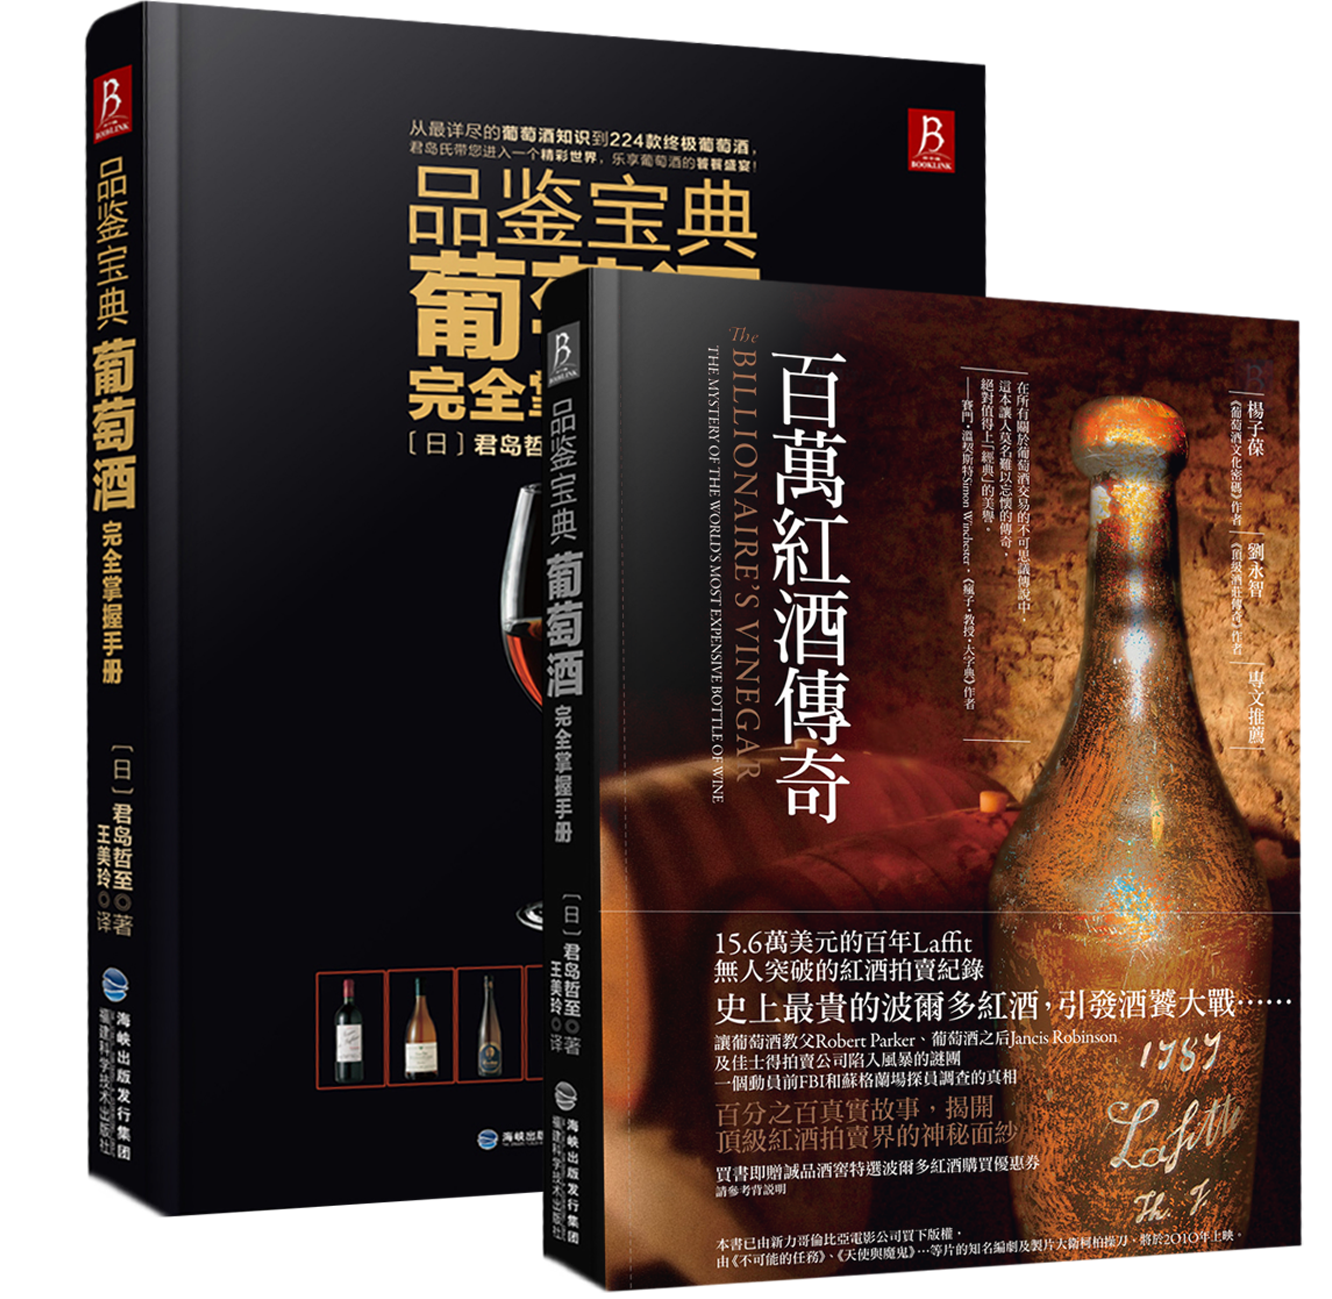 B
BOOKLINK
品鉴宝典 葡萄酒 完全掌握手册
〔日〕君岛哲至◎著
王美玲◎译
海峡出版发行集团
福建科学技术出版社
B
BOOKLINK
从最详尽的葡萄酒知识到224款终极葡萄酒，
君岛氏带您进入一个精彩世界，乐享葡萄酒的饕餮盛宴！
品鉴宝典
葡
完全掌
〔日〕君岛哲
海峡出版
B
BOOKLINK
品鉴宝典 葡萄酒 完全掌握手册
〔日〕君岛哲至◎著
王美玲◎译
海峡出版发行集团
福建科学技术出版社
楊子葆
《葡萄酒文化密碼》作者
劉永智
《頂級酒莊傳奇》作者
專文推薦
在所有關於葡萄酒交易的不可思議傳說中，
這本讓人莫名難以忘懷的傳奇，
絕對值得上「經典」的美譽。
——賽門·溫契斯特Simon Winchester，《瘋子·教授·大字典》作者
百萬紅酒傳奇
The BILLIONAIRE'S VINEGAR
THE MYSTERY OF THE WORLD'S MOST EXPENSIVE BOTTLE OF WINE
15.6萬美元的百年Laffit
無人突破的紅酒拍賣紀錄
史上最貴的波爾多紅酒，引發酒饕大戰……
讓葡萄酒教父Robert Parker、葡萄酒之后Jancis Robinson
及佳士得拍賣公司陷入風暴的謎團
一個動員前FBI和蘇格蘭場探員調查的真相
百分之百真實故事，揭開
頂級紅酒拍賣界的神秘面紗
買書即贈誠品酒窖特選波爾多紅酒購買優惠券
請參考背説明
本書已由新力哥倫比亞電影公司買下版權，
由《不可能的任務》、《天使與魔鬼》…等片的知名編劇及製片大衛柯柏操刀、將於2010年上映。
1787
Lafitte
Th. J.